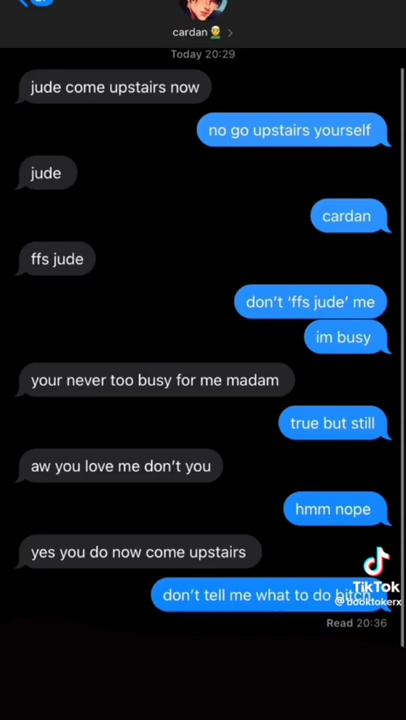 cardan
Today 20:29
jude come upstairs now
no go upstairs yourself
jude
cardan
ffs jude
don't 'ffs jude' me
im busy
your never too busy for me madam
true but still
aw you love me don't you
hmm nope
yes you do now come upstairs
don't tell me what to do bitch
TikTok
@booktokerx
Read 20:36